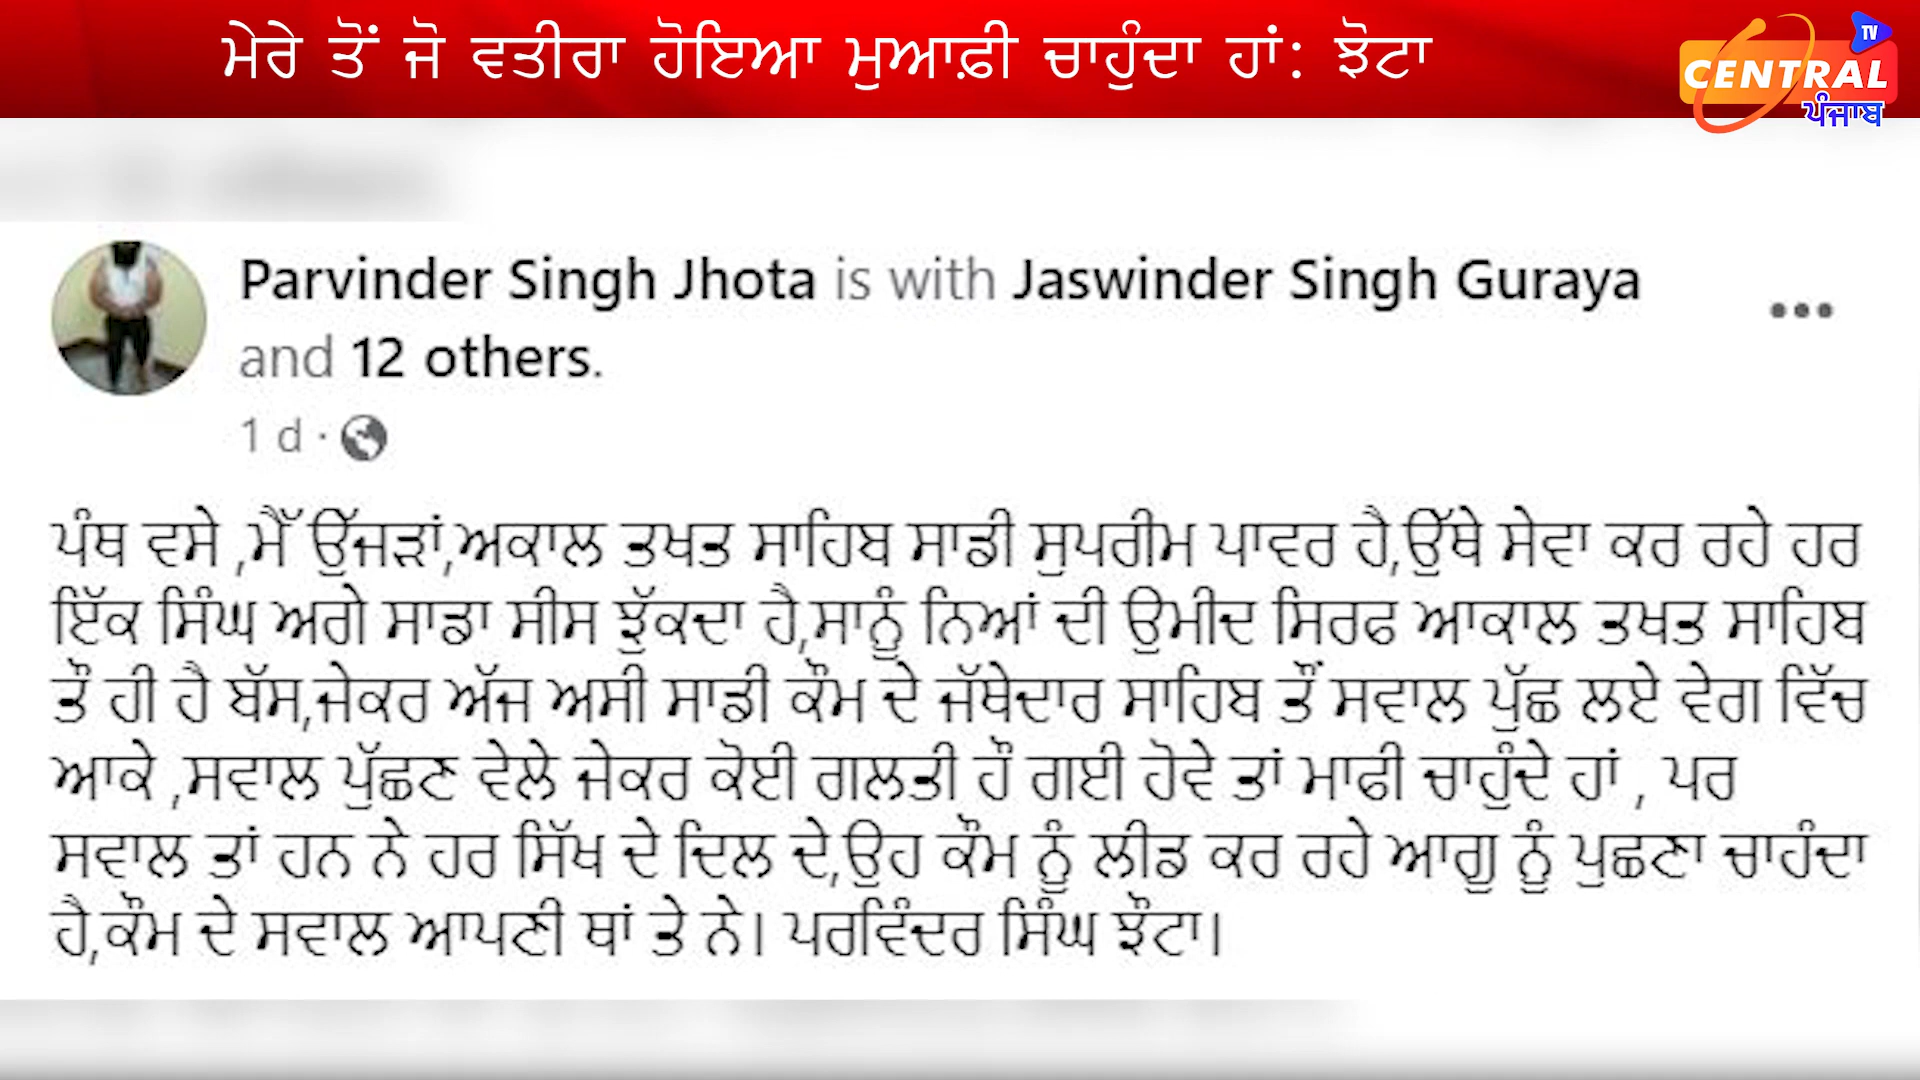 ਮੇਰੇ ਤੋਂ ਜੋ ਵਤੀਰਾ ਹੋਇਆ ਮੁਆਫ਼ੀ ਚਾਹੁੰਦਾ ਹਾਂ: ਝੋਟਾ
TV
CENTRAL
ਪੰਜਾਬ
Parvinder Singh Jhota is with Jaswinder Singh Guraya
and 12 others.
1 d ·
ਪੰਥ ਵਸੇ ,ਮੈਂ ਉੱਜੜਾਂ,ਅਕਾਲ ਤਖਤ ਸਾਹਿਬ ਸਾਡੀ ਸੁਪਰੀਮ ਪਾਵਰ ਹੈ,ਉੱਥੇ ਸੇਵਾ ਕਰ ਰਹੇ ਹਰ
ਇੱਕ ਸਿੰਘ ਅਗੇ ਸਾਡਾ ਸੀਸ ਝੁੱਕਦਾ ਹੈ,ਸਾਨੂੰ ਨਿਆਂ ਦੀ ਉਮੀਦ ਸਿਰਫ ਆਕਾਲ ਤਖਤ ਸਾਹਿਬ
ਤੌਂ ਹੀ ਹੈ ਬੱਸ,ਜੇਕਰ ਅੱਜ ਅਸੀ ਸਾਡੀ ਕੌਮ ਦੇ ਜੱਥੇਦਾਰ ਸਾਹਿਬ ਤੌਂ ਸਵਾਲ ਪੁੱਛ ਲਏ ਵੇਗ ਵਿੱਚ
ਆਕੇ ,ਸਵਾਲ ਪੁੱਛਣ ਵੇਲੇ ਜੇਕਰ ਕੋਈ ਗਲਤੀ ਹੌ ਗਈ ਹੋਵੇ ਤਾਂ ਮਾਫੀ ਚਾਹੁੰਦੇ ਹਾਂ , ਪਰ
ਸਵਾਲ ਤਾਂ ਹਨ ਨੇ ਹਰ ਸਿੱਖ ਦੇ ਦਿਲ ਦੇ,ਉਹ ਕੌਮ ਨੂੰ ਲੀਡ ਕਰ ਰਹੇ ਆਗੂ ਨੂੰ ਪੁਛਣਾ ਚਾਹੰਦਾ
ਹੈ,ਕੌਮ ਦੇ ਸਵਾਲ ਆਪਣੀ ਥਾਂ ਤੇ ਨੇ। ਪਰਵਿੰਦਰ ਸਿੰਘ ਝੌਟਾ।